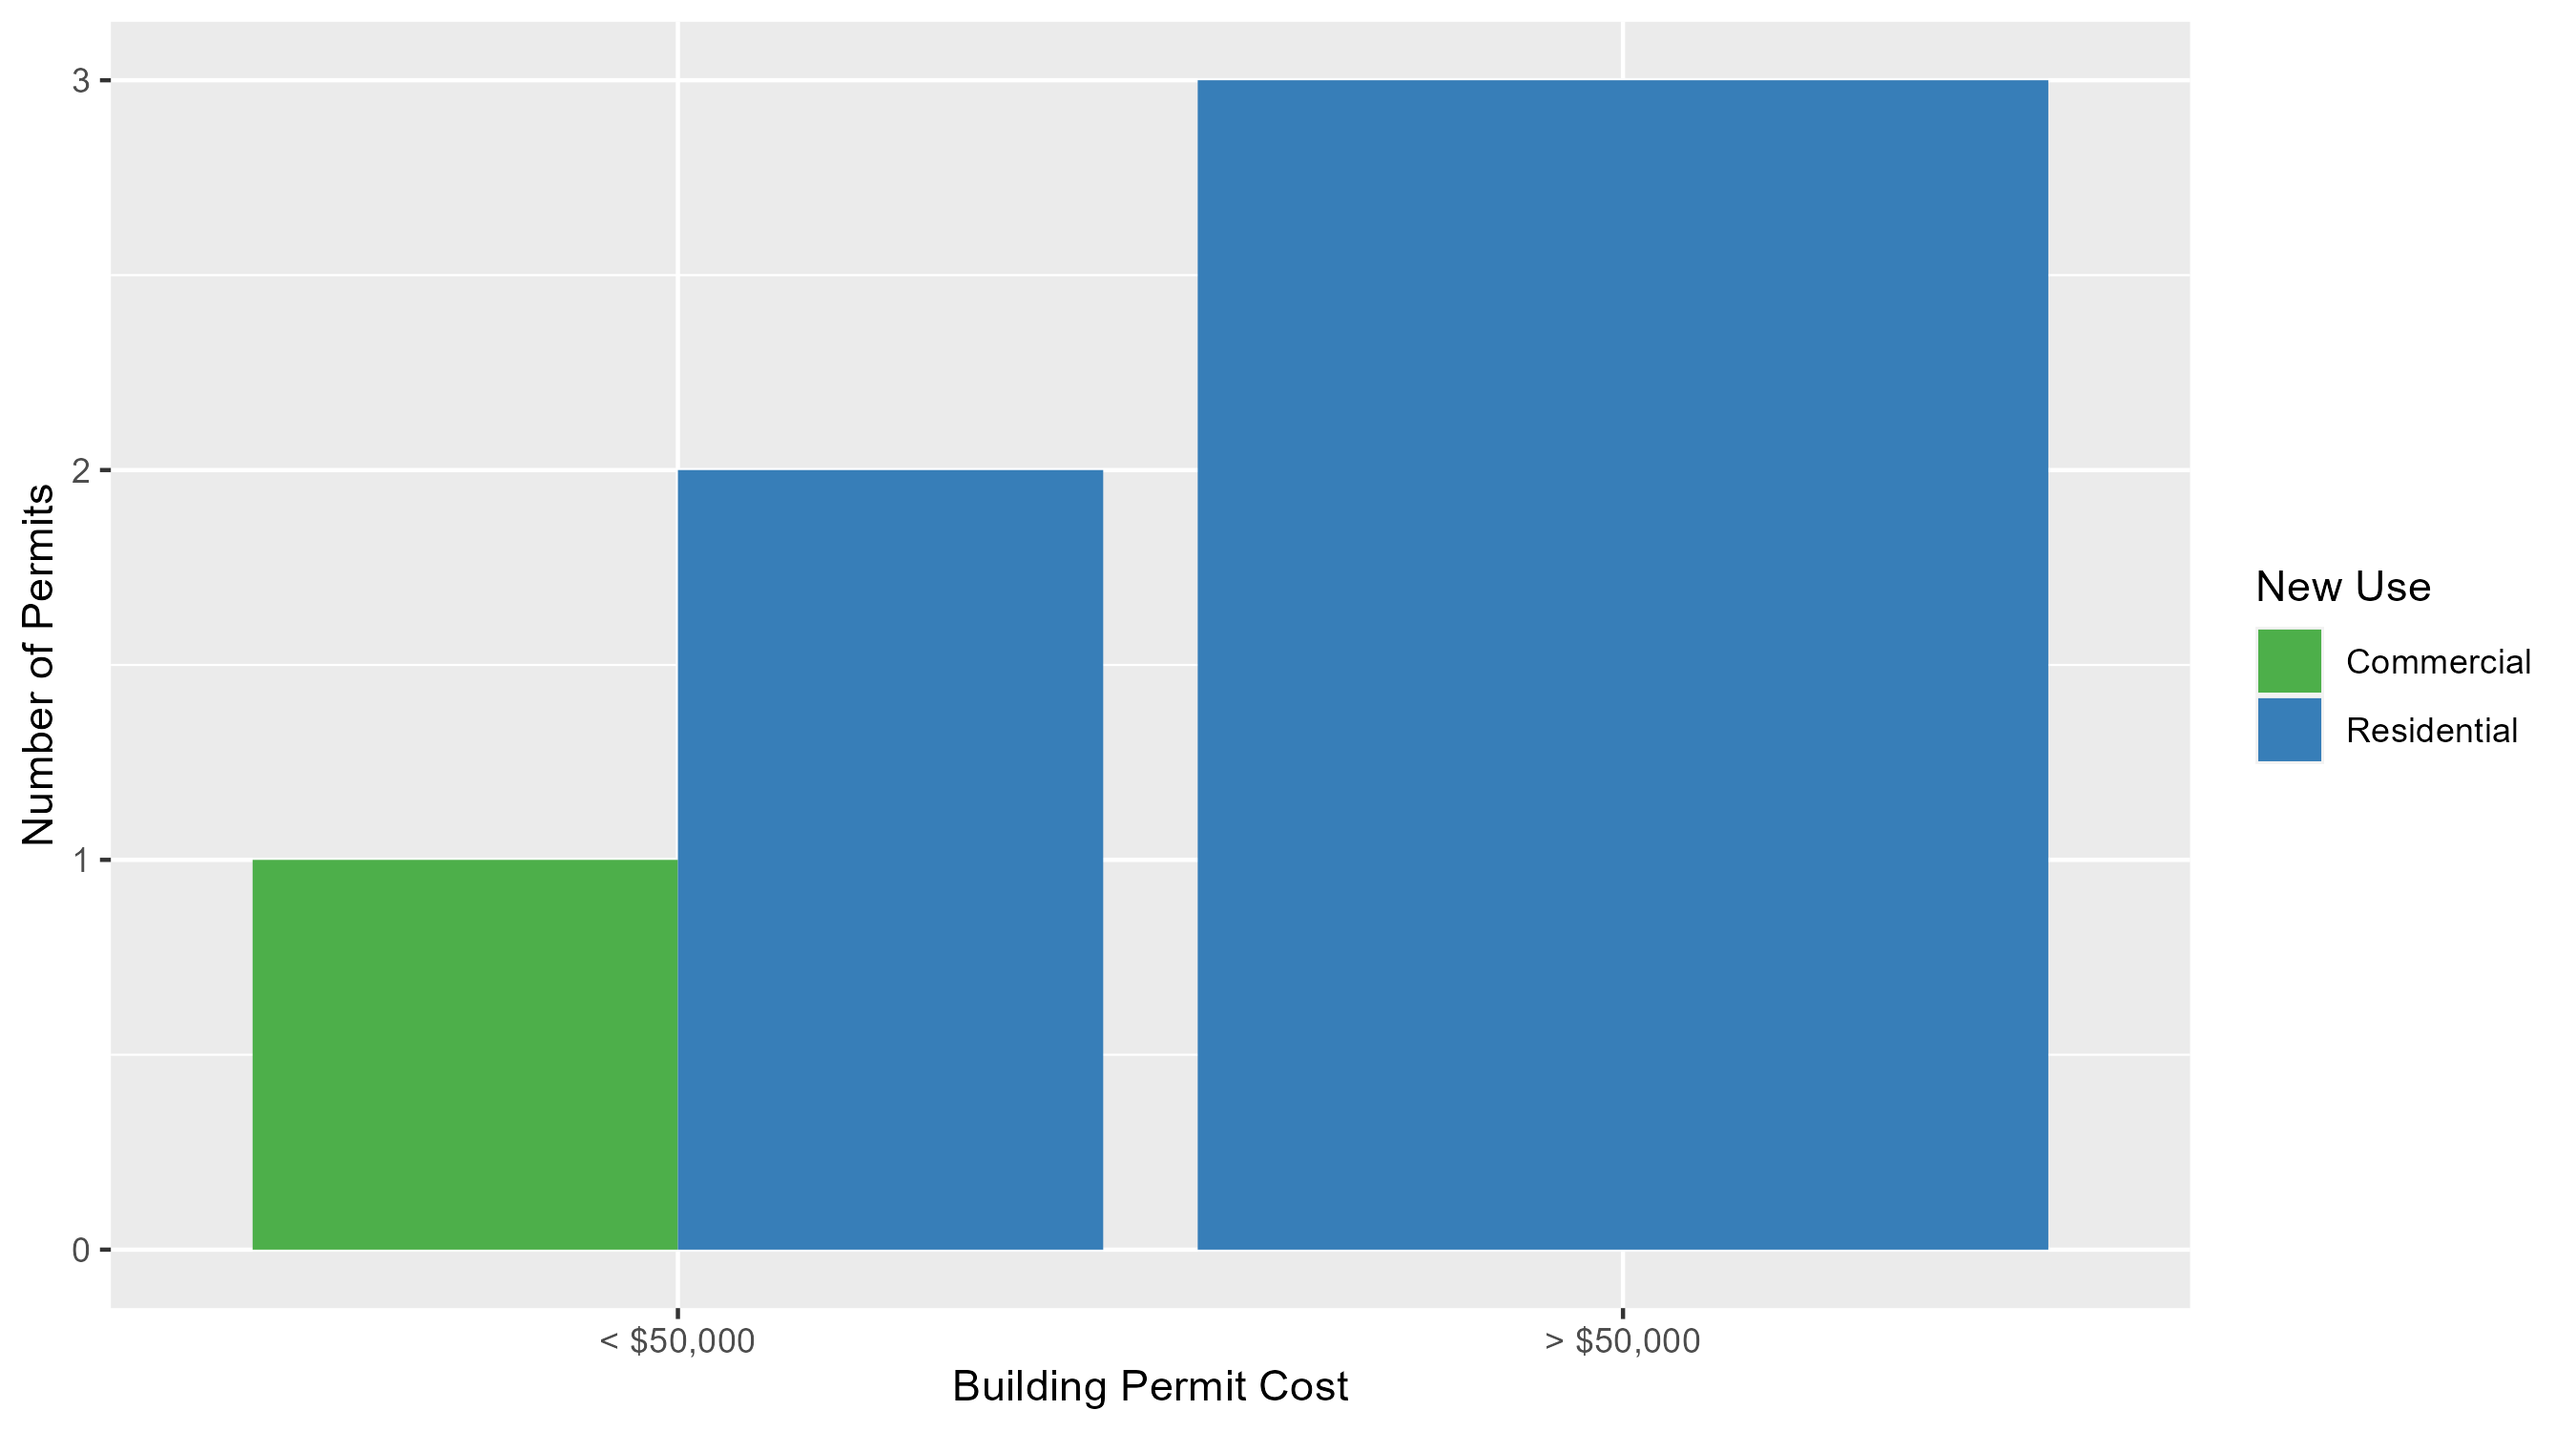 3
2
1
0
Number of Permits
< $50,000
> $50,000
Building Permit Cost
New Use
Commercial
Residential